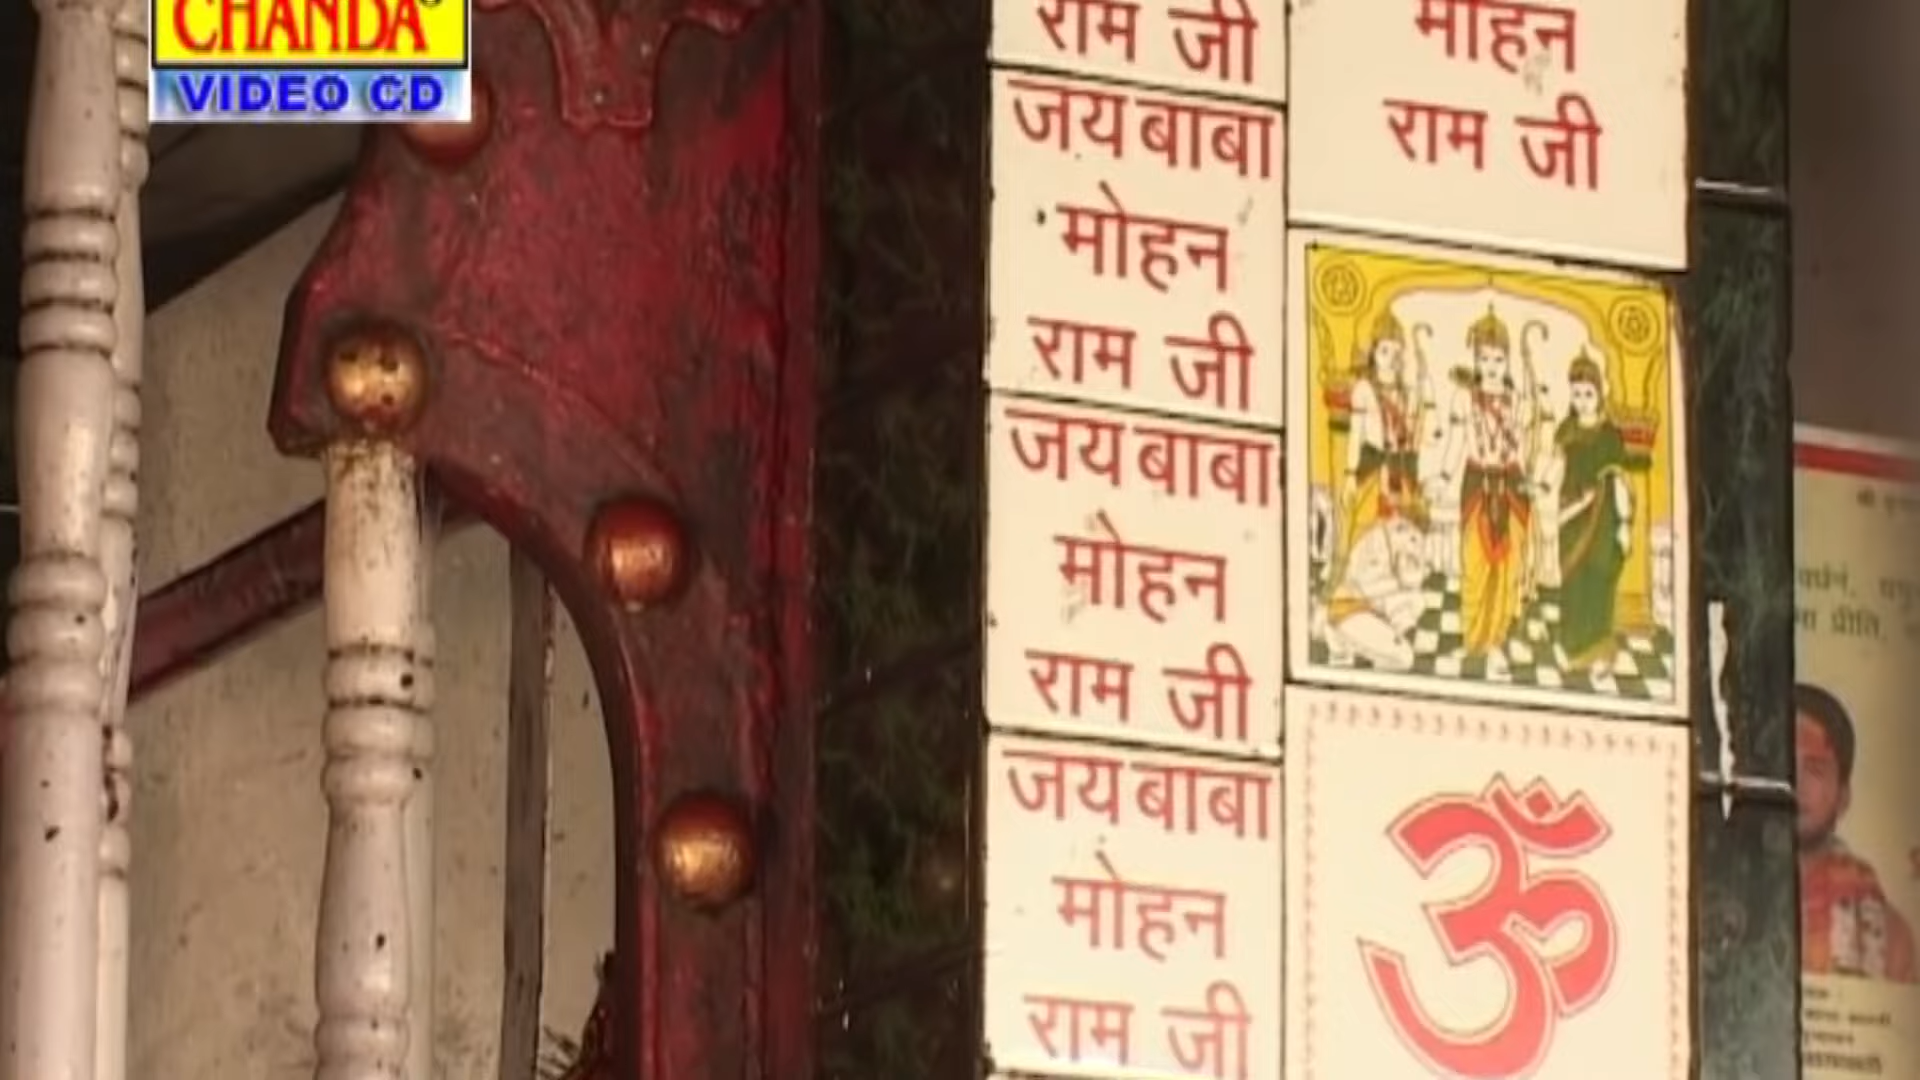 CHANDA
VIDEO CD
राम जी
जय बाबा
मोहन
राम जी
जय बाबा
मोहन
राम जी
जय बाबा
मोहन
राम जी
मोहन
राम जी
ॐ
प्रीति,